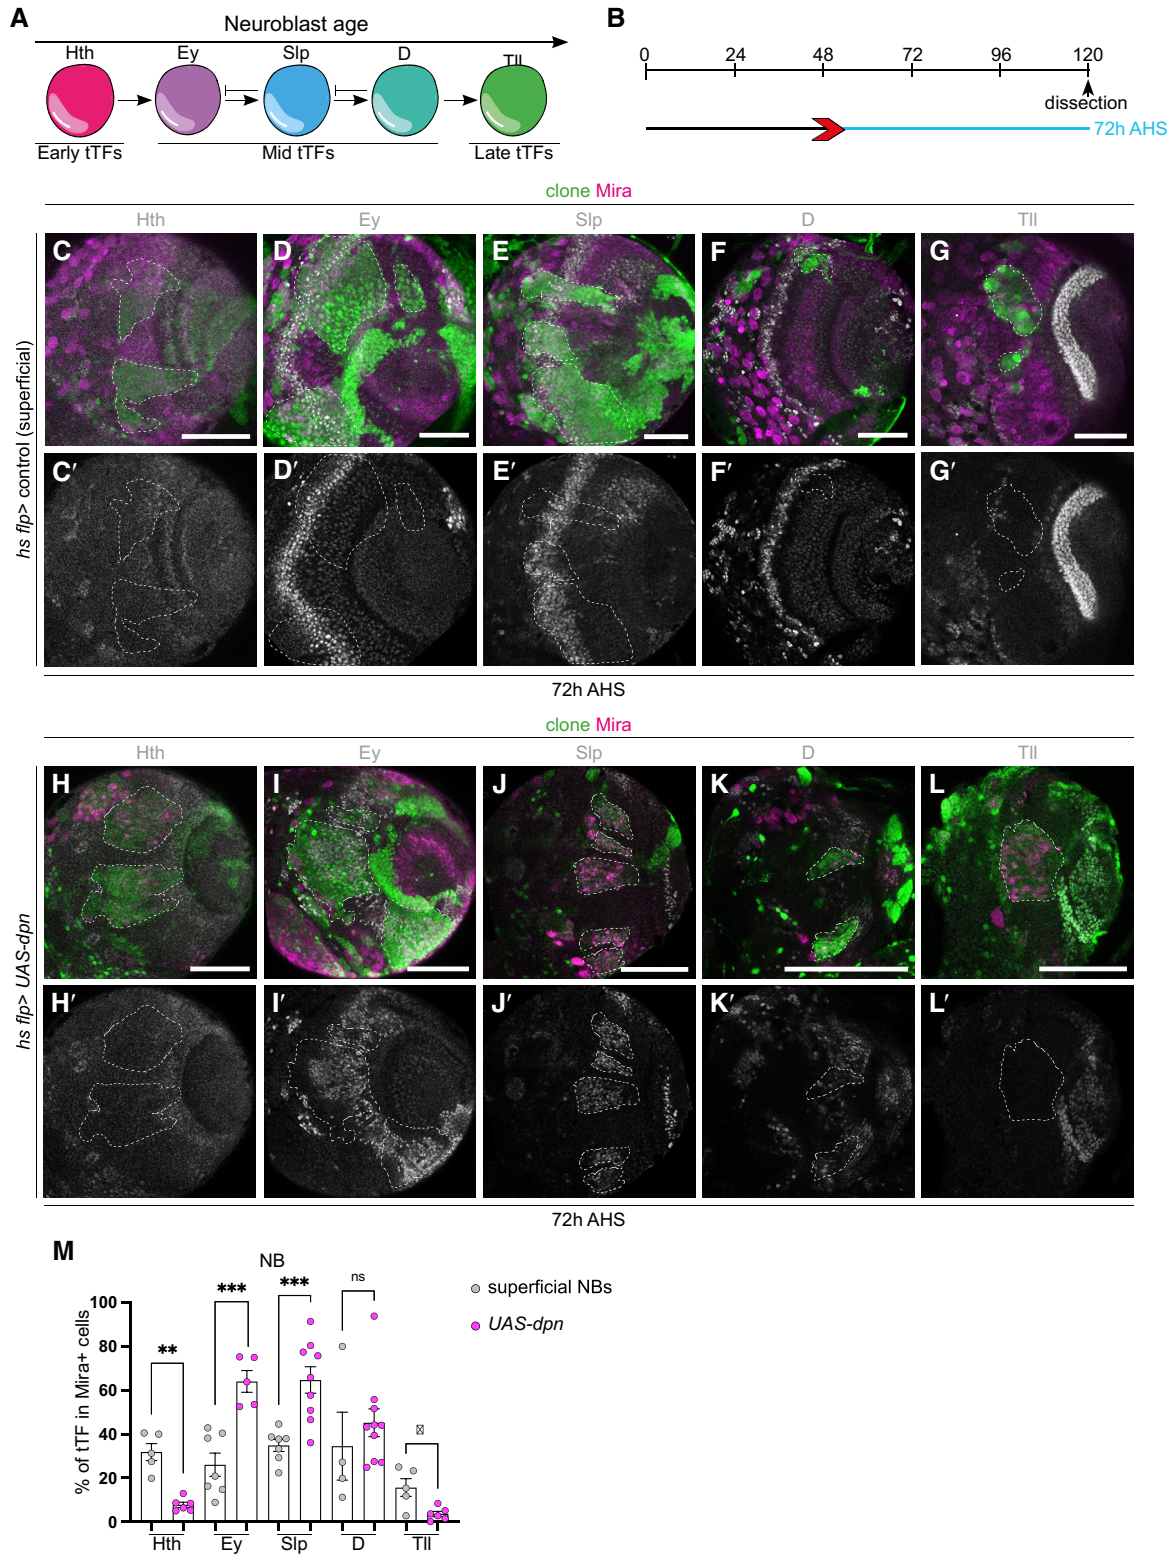 A
Neuroblast age
Hth Ey Slp D Tll
Early tTFs Mid tTFs Late tTFs
B
0 24 48 72 96 120
dissection
72h AHS
clone Mira
Hth Ey Slp D Tll
hs flp> control (superficial)
C D E F G
C′ D′ E′ F′ G′
72h AHS
clone Mira
Hth Ey Slp D Tll
hs flp> UAS-dpn
H I J K L
H′ I′ J′ K′ L′
72h AHS
M
NB
superficial NBs
UAS-dpn
% of tTF in Mira+ cells
100
80
60
40
20
0
** *** *** ns
Hth Ey Slp D Tll